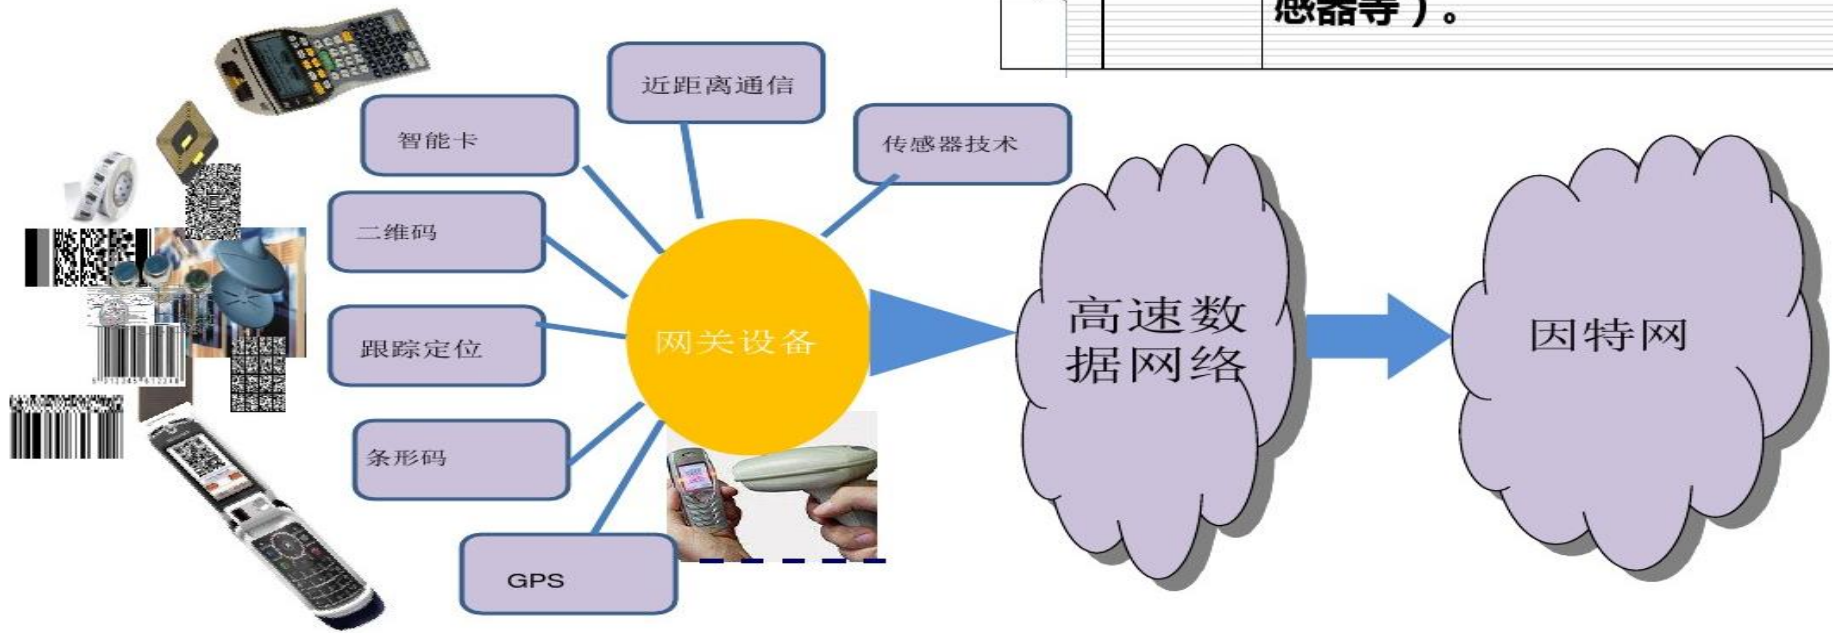 感器等）。
近距离通信
智能卡
传感器技术
二维码
跟踪定位
条形码
GPS
网关设备
高速数
据网络
因特网